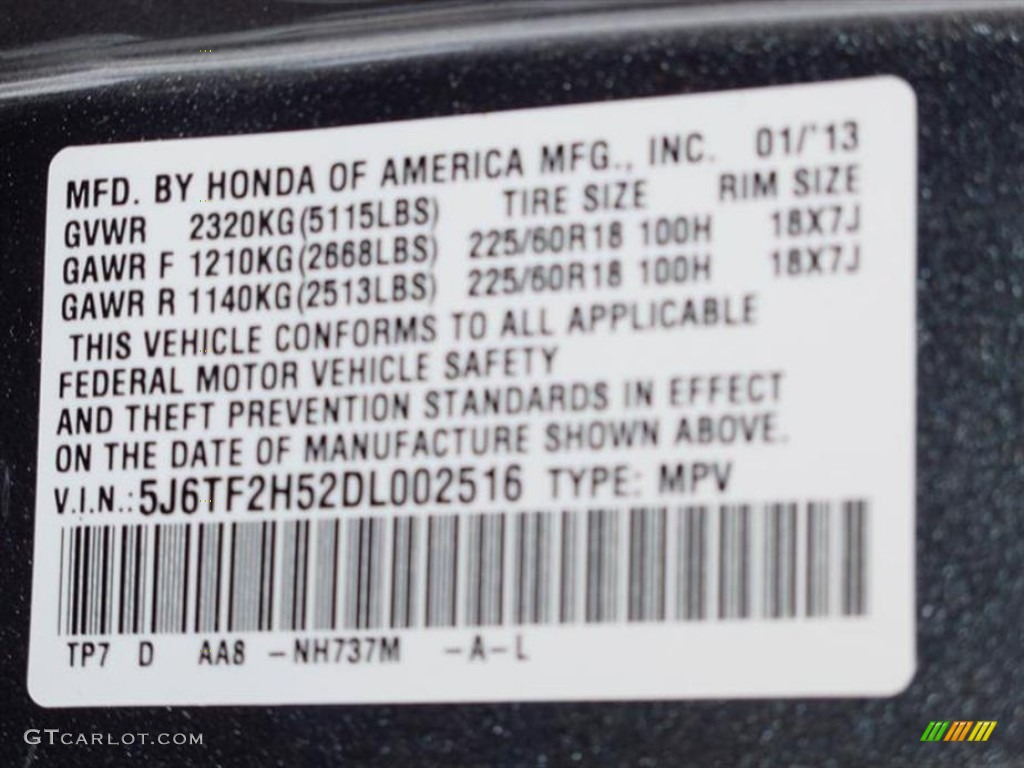 MFD. BY HONDA OF AMERICA MFG., INC. 01/'13
GVWR 2320KG(5115LBS) TIRE SIZE RIM SIZE
GAWR F 1210KG(2668LBS) 225/60R18 100H 18X7J
GAWR R 1140KG(2513LBS) 225/60R18 100H 18X7J
THIS VEHICLE CONFORMS TO ALL APPLICABLE
FEDERAL MOTOR VEHICLE SAFETY
AND THEFT PREVENTION STANDARDS IN EFFECT
ON THE DATE OF MANUFACTURE SHOWN ABOVE.
V.I.N.: 5J6TF2H52DL002516 TYPE: MPV
TP7 D AA8 -NH737M -A-L
GTCARLOT.COM